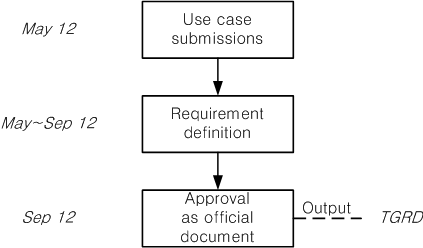 May 12
Use case
submissions
May~Sep 12
Requirement
definition
Sep 12
Approval
as official
document
Output
TGRD